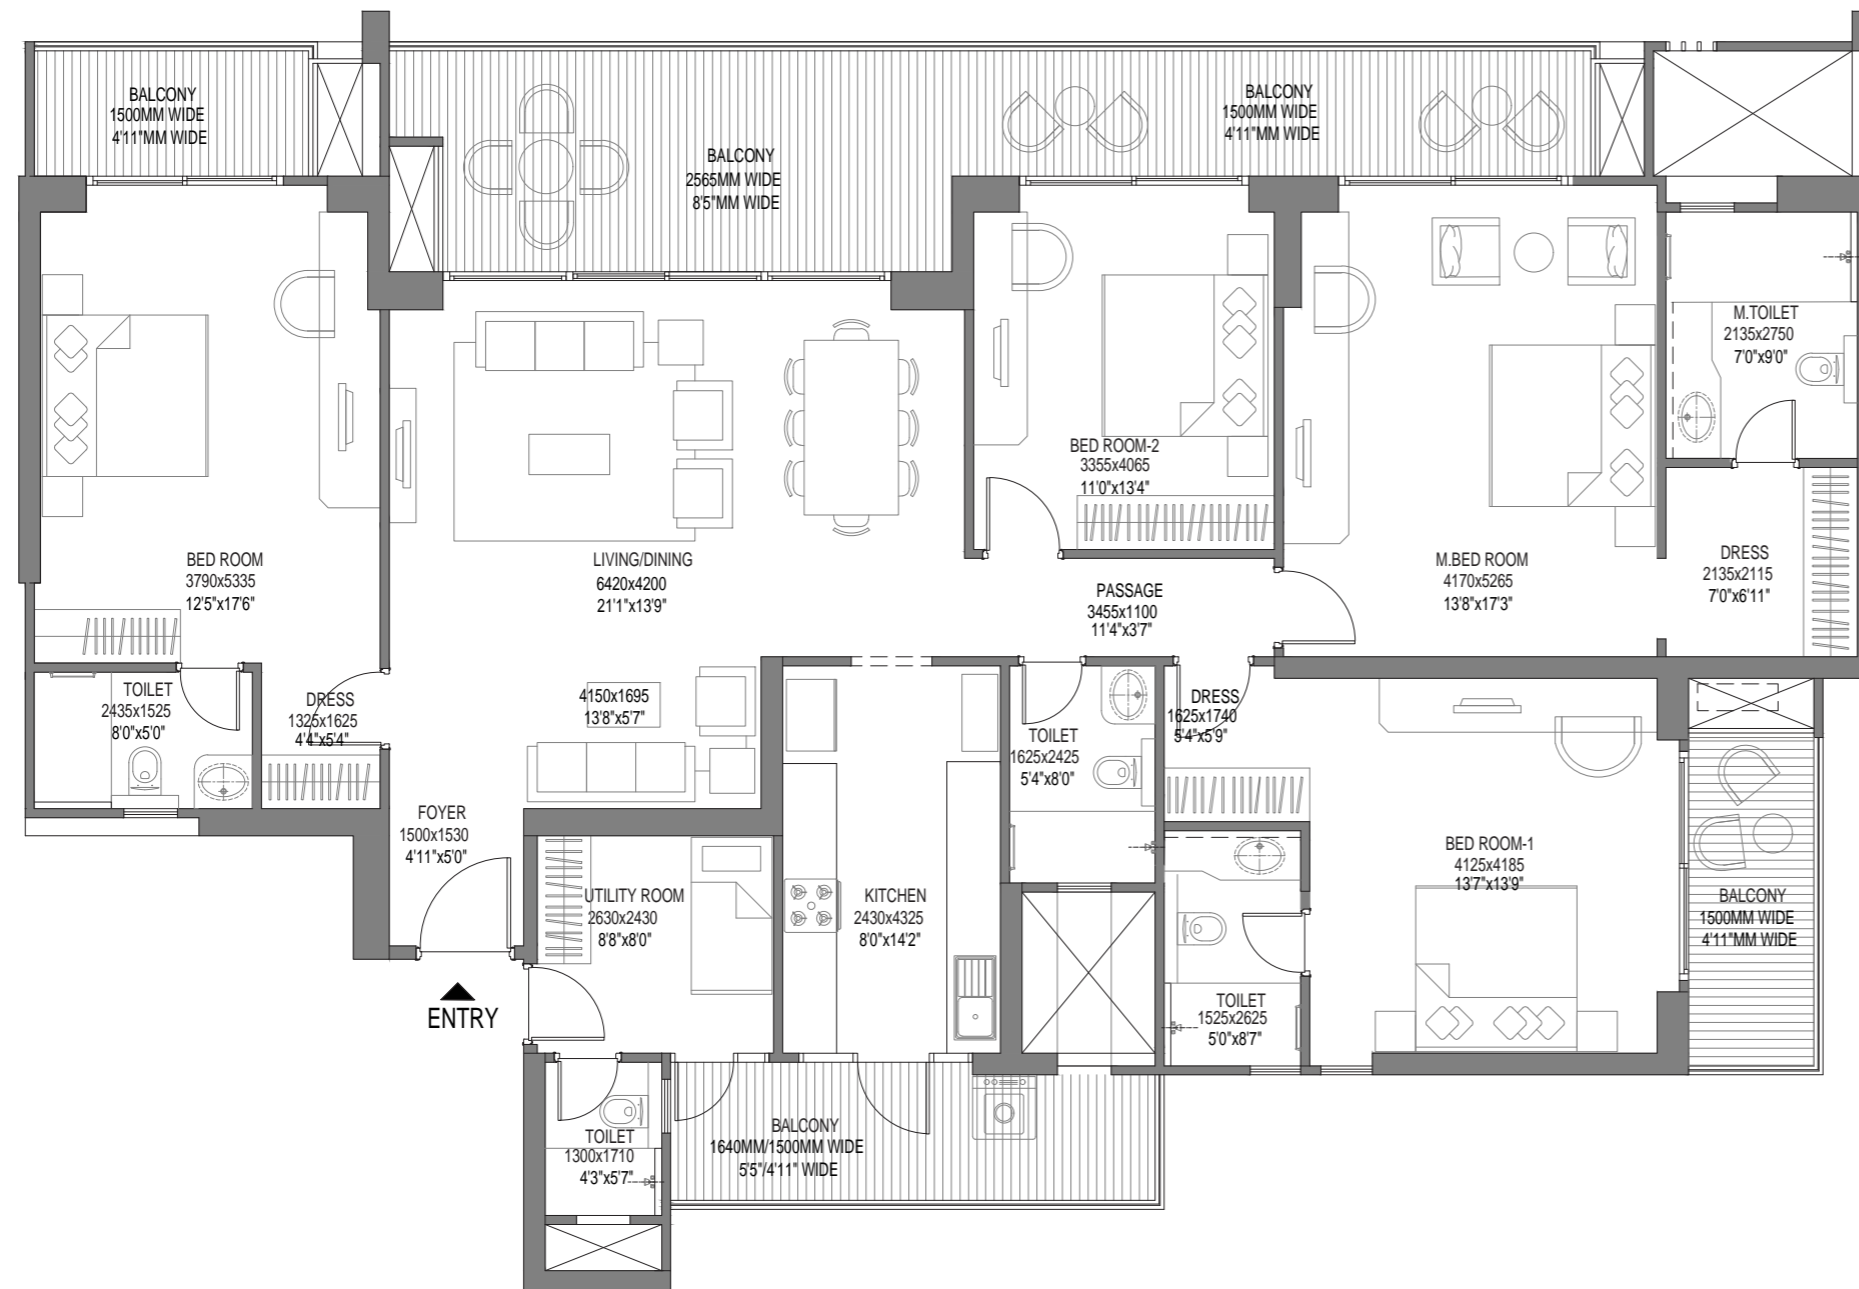 BALCONY
1500MM WIDE
4'11"MM WIDE
BALCONY
2565MM WIDE
8'5"MM WIDE
BALCONY
1500MM WIDE
4'11"MM WIDE
M.TOILET
2135x2750
7'0"x9'0"
BED ROOM-2
3355x4065
11'0"x13'4"
BED ROOM
3790x5335
12'5"x17'6"
LIVING/DINING
6420x4200
21'1"x13'9"
PASSAGE
3455x1100
11'4"x3'7"
M.BED ROOM
4170x5265
13'8"x17'3"
DRESS
2135x2115
7'0"x6'11"
TOILET
2435x1525
8'0"x5'0"
DRESS
1325x1625
4'4"x5'4"
4150x1695
13'8"x5'7"
TOILET
1625x2425
5'4"x8'0"
DRESS
1625x1740
5'4"x5'9"
FOYER
1500x1530
4'11"x5'0"
UTILITY ROOM
2630x2430
8'8"x8'0"
KITCHEN
2430x4325
8'0"x14'2"
BED ROOM-1
4125x4185
13'7"x13'9"
BALCONY
1500MM WIDE
4'11"MM WIDE
ENTRY
TOILET
1525x2625
5'0"x8'7"
TOILET
1300x1710
4'3"x5'7"
BALCONY
1640MM/1500MM WIDE
5'5"/4'11" WIDE